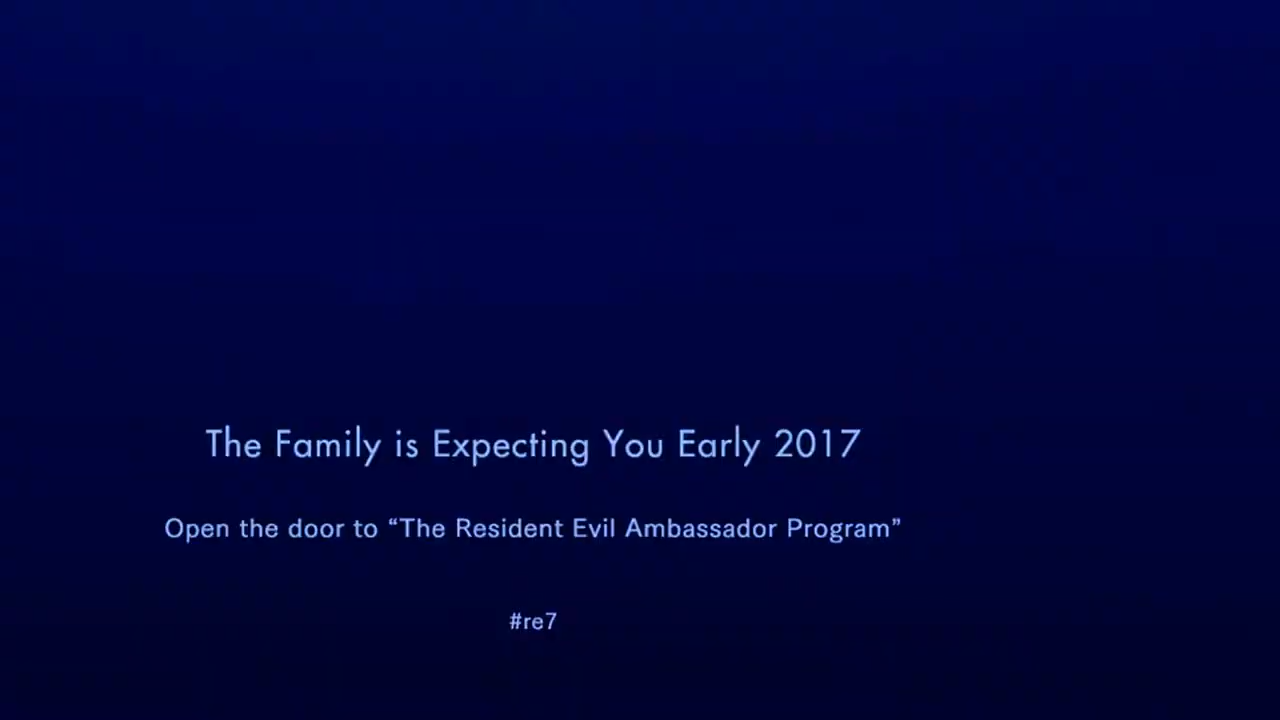 The Family is Expecting You Early 2017
Open the door to “The Resident Evil Ambassador Program”
#re7